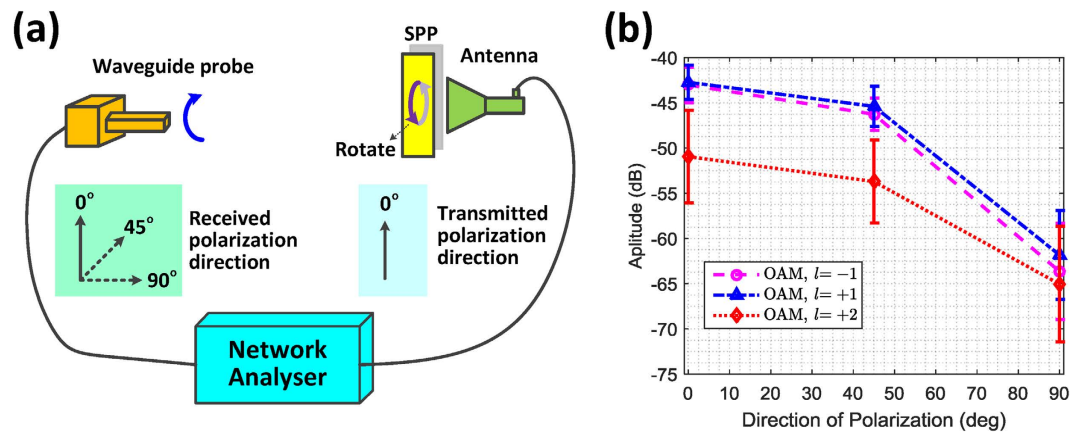 (a)
SPP
Antenna
Waveguide probe
Rotate
0°
45°
90°
Received
polarization
direction
0°
Transmitted
polarization
direction
Network
Analyser
(b)
Aplitude (dB)
-40
-45
-50
-55
-60
-65
-70
-75
OAM, l= −1
OAM, l= +1
OAM, l= +2
0 10 20 30 40 50 60 70 80 90
Direction of Polarization (deg)